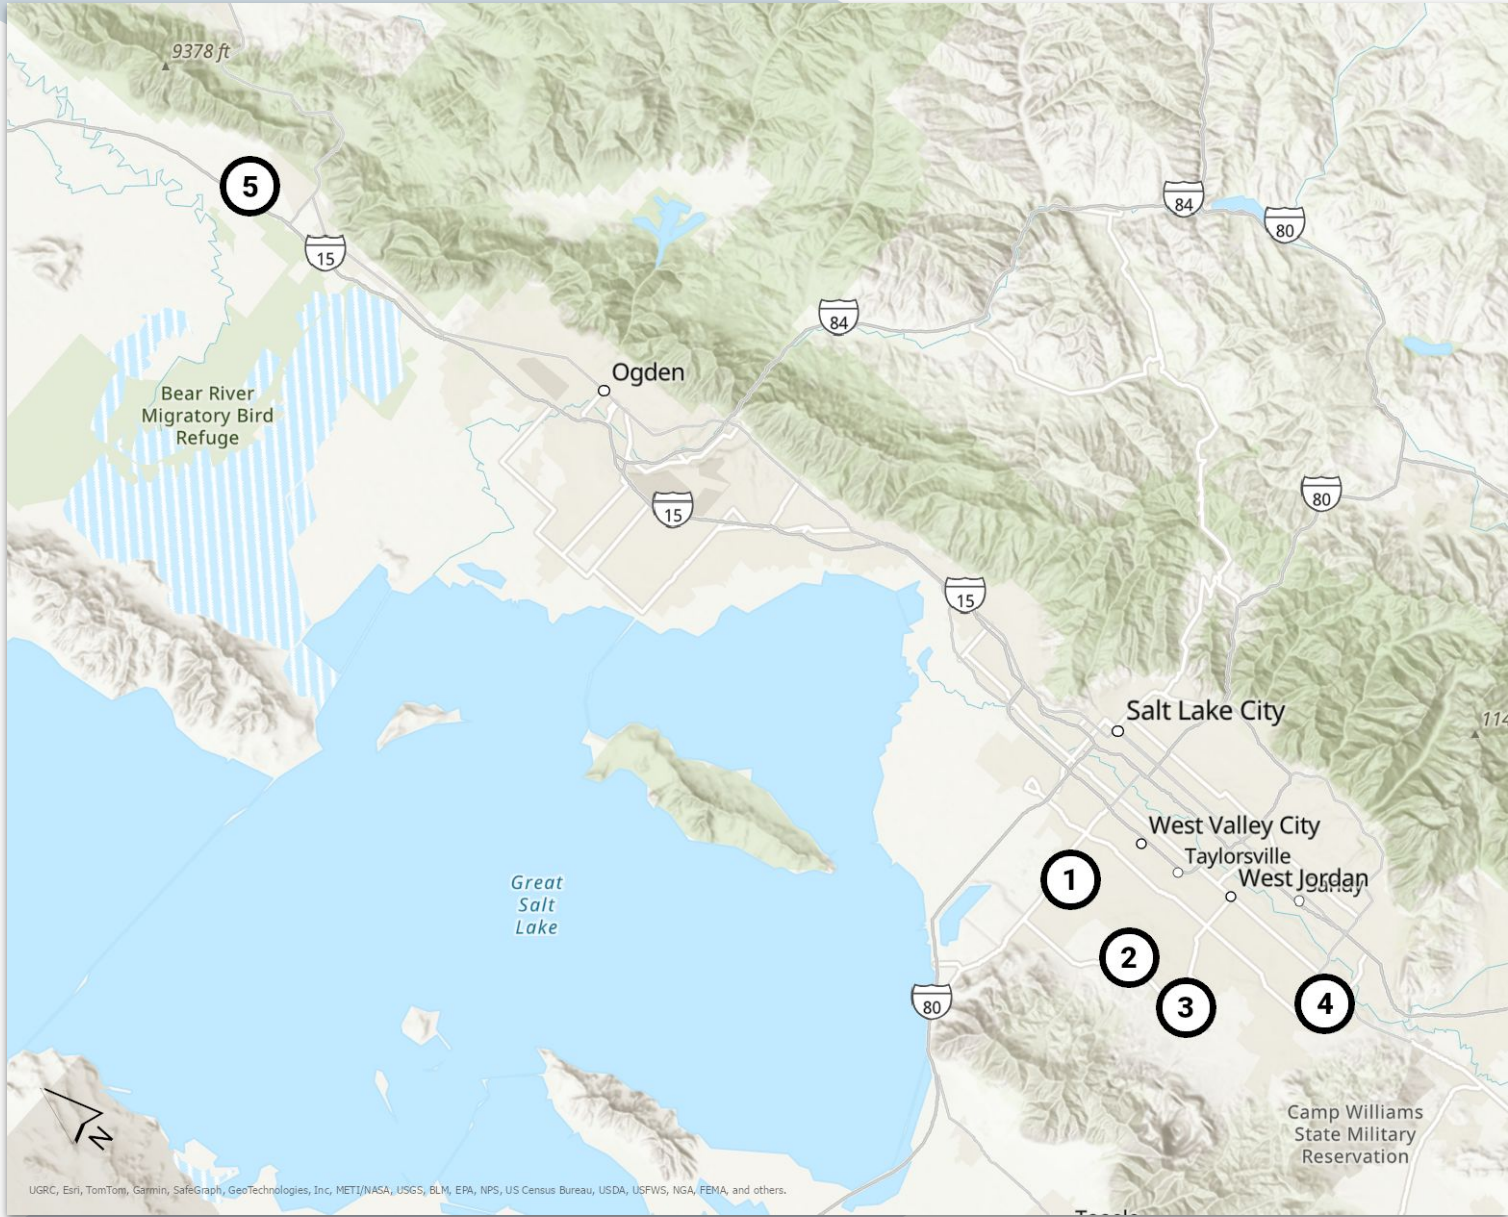 9378 ft
5
15
84
80
84
Ogden
Bear River
Migratory Bird
Refuge
80
15
15
Salt Lake City
114
West Valley City
Taylorsville
West Jordan
Sandy
1
Great
Salt
Lake
2
80
3
4
Camp Williams
State Military
Reservation
N
UGRC, Esri, TomTom, Garmin, SafeGraph, GeoTechnologies, Inc, METI/NASA, USGS, BLM, EPA, NPS, US Census Bureau, USDA, USFWS, NGA, FEMA, and others.